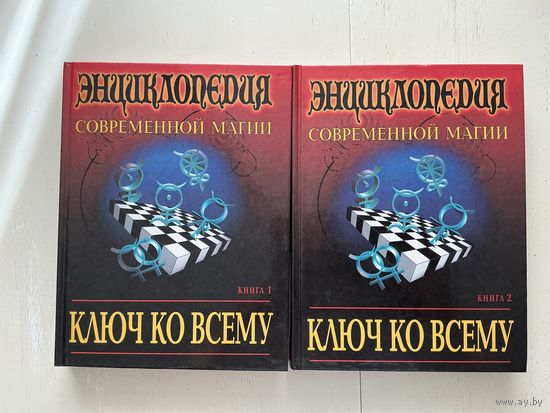 ЭНЦИКЛОПЕДИЯ
СОВРЕМЕННОЙ МАГИИ
КНИГА 1
КЛЮЧ КО ВСЕМУ
ЭНЦИКЛОПЕДИЯ
СОВРЕМЕННОЙ МАГИИ
КНИГА 2
КЛЮЧ КО ВСЕМУ
www.ay.by